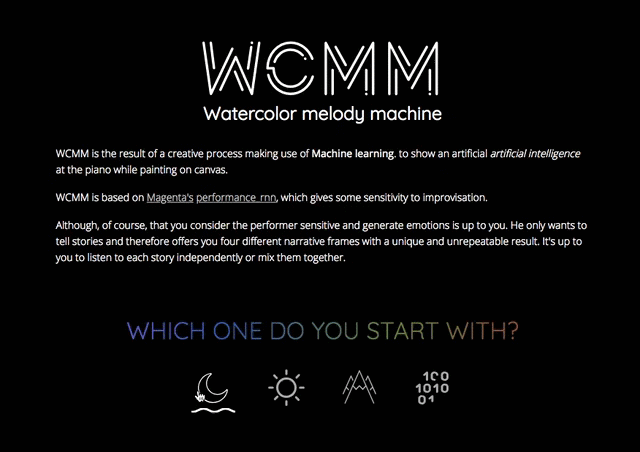 WCMM
Watercolor melody machine
WCMM is the result of a creative process making use of Machine learning. to show an artificial artificial intelligence
at the piano while painting on canvas.
WCMM is based on Magenta's performance_rnn, which gives some sensitivity to improvisation.
Although, of course, that you consider the performer sensitive and generate emotions is up to you. He only wants to
tell stories and therefore offers you four different narrative frames with a unique and unrepeatable result. It's up to
you to listen to each story independently or mix them together.
WHICH ONE DO YOU START WITH?
100
1010
01